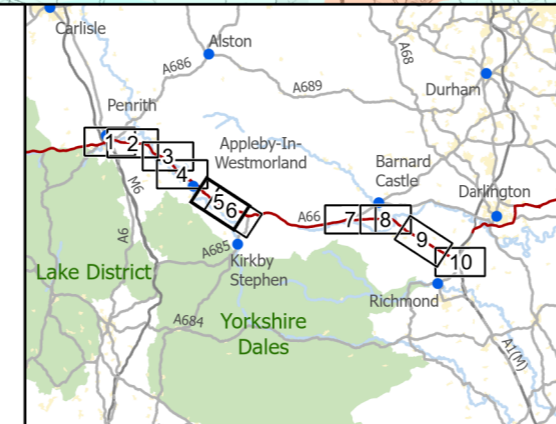 Carlisle
Alston
A686
A689
A68
Durham
Penrith
1
2
3
4
Appleby-In-
Westmorland
Barnard
Castle
Darlington
M6
A6
5
6
A66
7
8
9
10
A685
Kirkby
Stephen
Lake District
Richmond
A684
Yorkshire
Dales
A1(M)